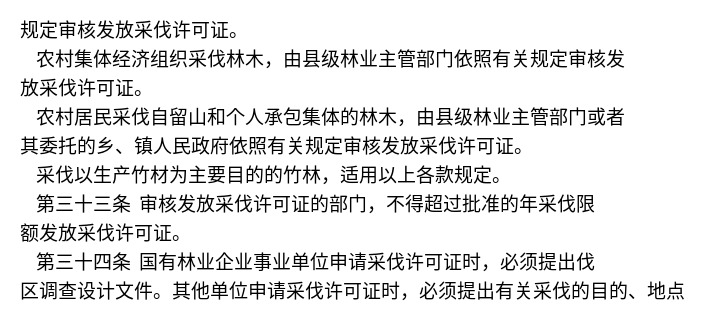 规定审核发放采伐许可证。
农村集体经济组织采伐林木，由县级林业主管部门依照有关规定审核发
放采伐许可证。
农村居民采伐自留山和个人承包集体的林木，由县级林业主管部门或者
其委托的乡、镇人民政府依照有关规定审核发放采伐许可证。
采伐以生产竹材为主要目的的竹林，适用以上各款规定。
第三十三条 审核发放采伐许可证的部门，不得超过批准的年采伐限
额发放采伐许可证。
第三十四条 国有林业企业事业单位申请采伐许可证时，必须提出伐
区调查设计文件。其他单位申请采伐许可证时，必须提出有关采伐的目的、地点